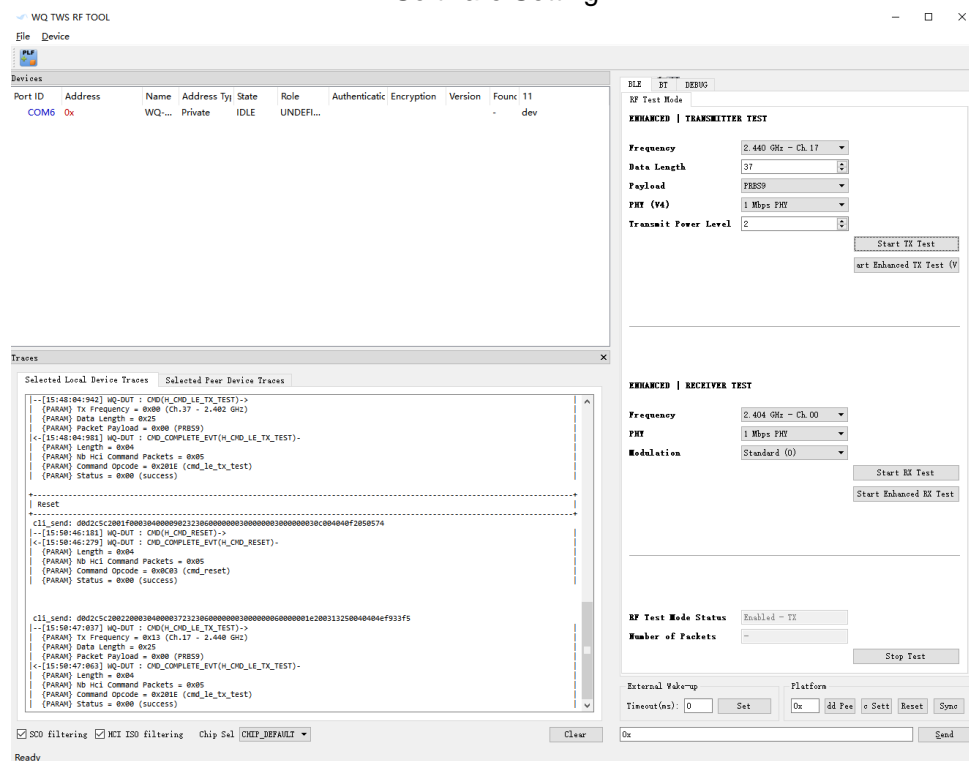 WQ TWS RF TOOL
File Device
PLF
Devices
Port ID Address Name Address Typ State Role Authenticatic Encryption Version Founc 11
COM6 0x WQ-... Private IDLE UNDEFI... - dev
Traces
Selected Local Device Traces Selected Peer Device Traces
|--[15:48:04:942] WQ-DUT : CMD(H_CMD_LE_TX_TEST)->
| {PARAM} Tx Frequency = 0x00 (Ch.37 - 2.402 GHz)
| {PARAM} Data Length = 0x25
| {PARAM} Packet Payload = 0x00 (PRBS9)
|<-[15:48:04:981] WQ-DUT : CMD_COMPLETE_EVT(H_CMD_LE_TX_TEST)-
| {PARAM} Length = 0x04
| {PARAM} Nb Hci Command Packets = 0x05
| {PARAM} Command Opcode = 0x201E (cmd_le_tx_test)
| {PARAM} Status = 0x00 (success)
| Reset
cli_send: d0d2c5c2001f00030400009023230600000003000000030000000030c004040f2050574
|--[15:50:46:181] WQ-DUT : CMD(H_CMD_RESET)->
|<-[15:50:46:279] WQ-DUT : CMD_COMPLETE_EVT(H_CMD_RESET)-
| {PARAM} Length = 0x04
| {PARAM} Nb Hci Command Packets = 0x05
| {PARAM} Command Opcode = 0x0C03 (cmd_reset)
| {PARAM} Status = 0x00 (success)
cli_send: d0d2c5c2002200030400003723230600000003000000060000001e200313250040404ef933f5
|--[15:50:47:037] WQ-DUT : CMD(H_CMD_LE_TX_TEST)->
| {PARAM} Tx Frequency = 0x13 (Ch.17 - 2.440 GHz)
| {PARAM} Data Length = 0x25
| {PARAM} Packet Payload = 0x00 (PRBS9)
|<-[15:50:47:063] WQ-DUT : CMD_COMPLETE_EVT(H_CMD_LE_TX_TEST)-
| {PARAM} Length = 0x04
| {PARAM} Nb Hci Command Packets = 0x05
| {PARAM} Command Opcode = 0x201E (cmd_le_tx_test)
| {PARAM} Status = 0x00 (success)
SCO filtering HCI ISO filtering Chip Sel CHIP_DEFAULT Clear
Ready
BLE BT DEBUG
RF Test Mode
ENHANCED | TRANSMITTER TEST
Frequency 2.440 GHz - Ch.17
Data Length 37
Payload PRBS9
PHY (V4) 1 Mbps PHY
Transmit Power Level 2
Start TX Test
art Enhanced TX Test (V
ENHANCED | RECEIVER TEST
Frequency 2.404 GHz - Ch.00
PHY 1 Mbps PHY
Modulation Standard (0)
Start RX Test
Start Enhanced RX Test
RF Test Mode Status Enabled - TX
Number of Packets -
Stop Test
External Wake-up Platform
Timeout(ms): 0 Set 0x dd Pee c Sett Reset Sync
0x Send